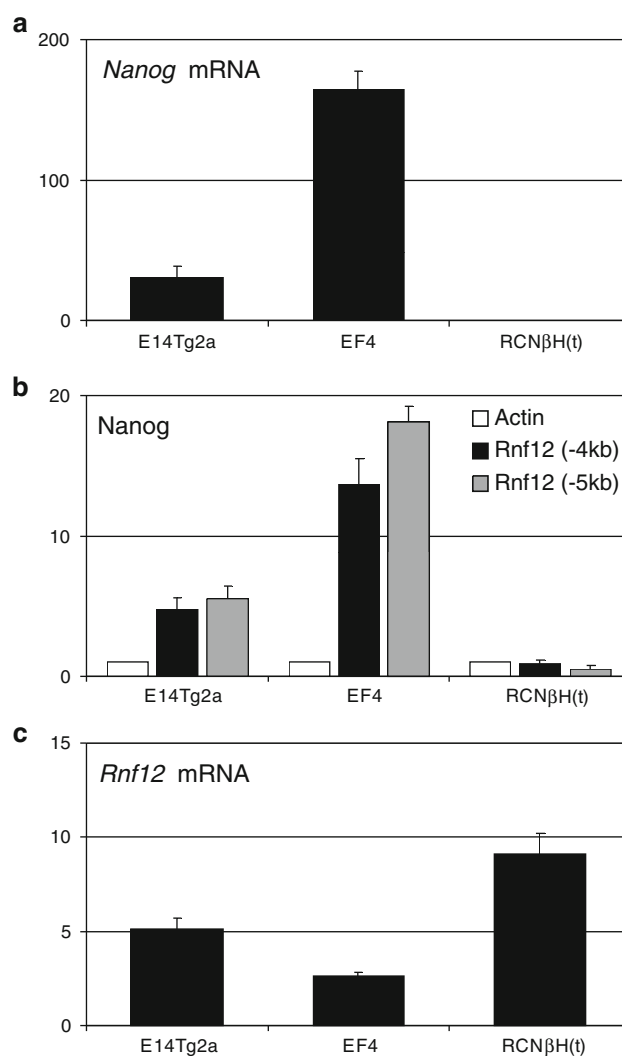 a
200
Nanog mRNA
100
0
E14Tg2a EF4 RCNβH(t)
b
20
Nanog
Actin
Rnf12 (-4kb)
Rnf12 (-5kb)
10
0
E14Tg2a EF4 RCNβH(t)
c
15
Rnf12 mRNA
10
5
0
E14Tg2a EF4 RCNβH(t)